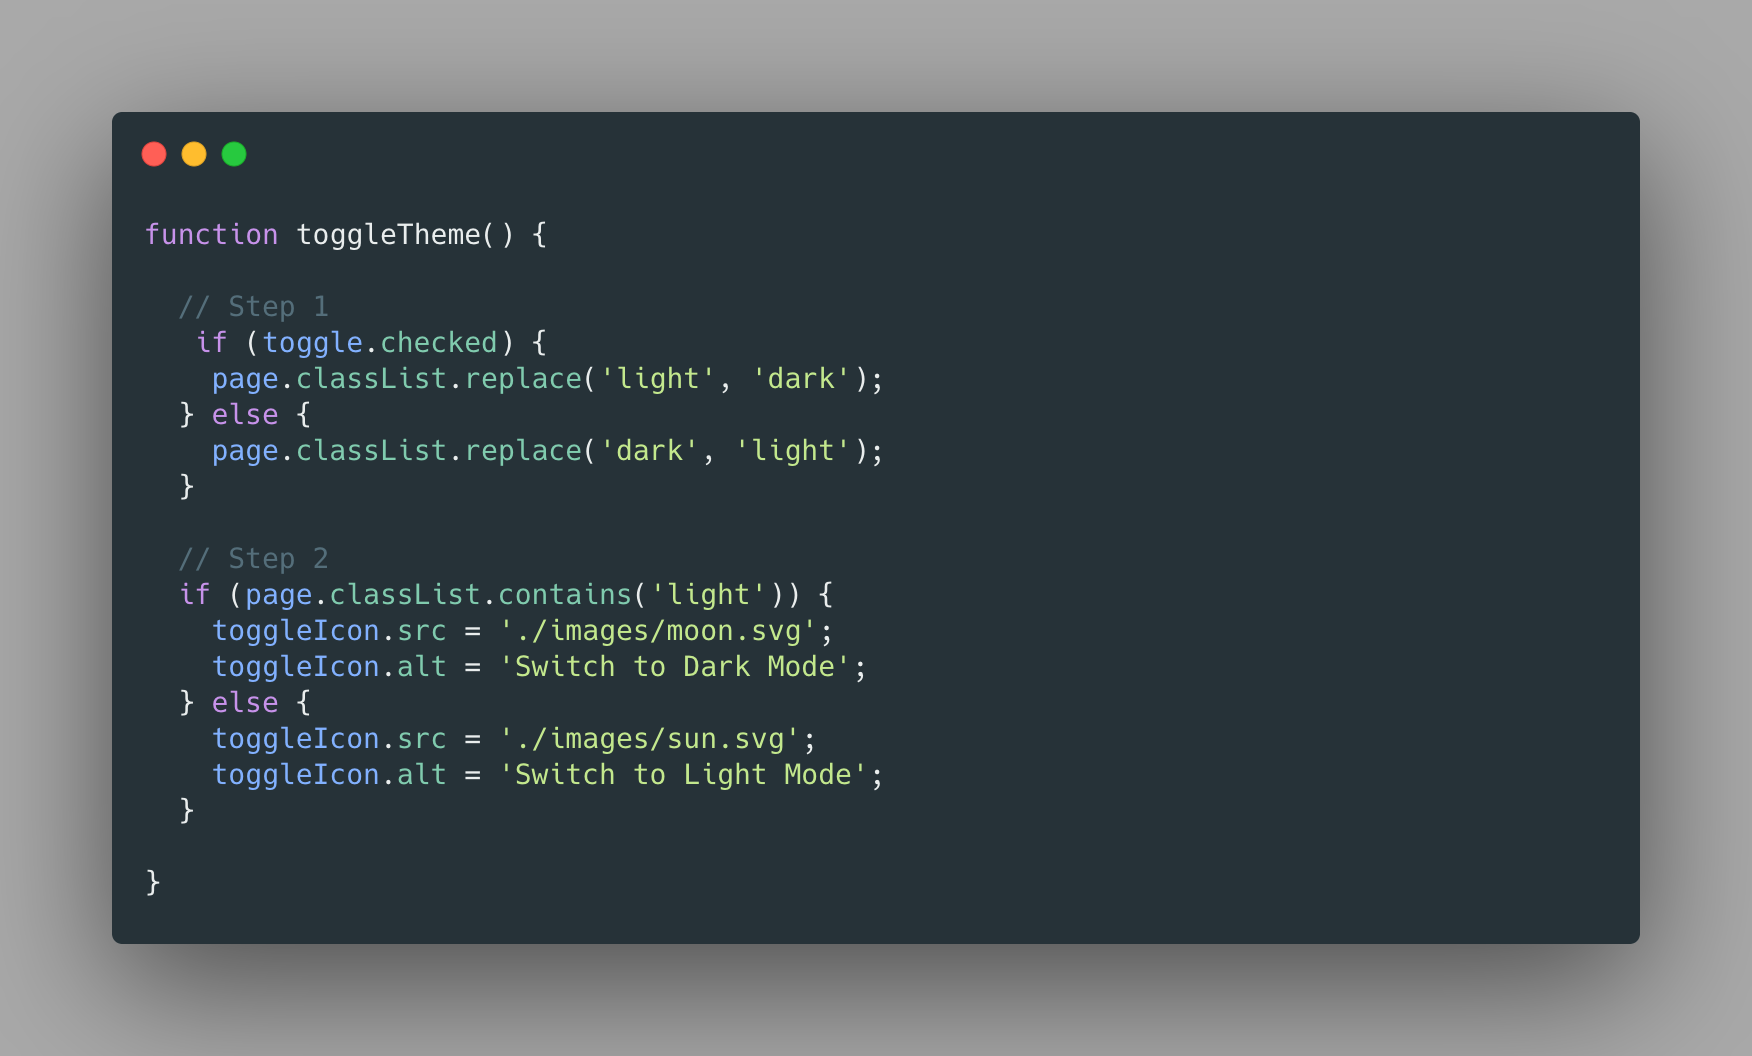 function toggleTheme() {

  // Step 1
   if (toggle.checked) {
    page.classList.replace('light', 'dark');
  } else {
    page.classList.replace('dark', 'light');
  }

  // Step 2
  if (page.classList.contains('light')) {
    toggleIcon.src = './images/moon.svg';
    toggleIcon.alt = 'Switch to Dark Mode';
  } else {
    toggleIcon.src = './images/sun.svg';
    toggleIcon.alt = 'Switch to Light Mode';
  }

}